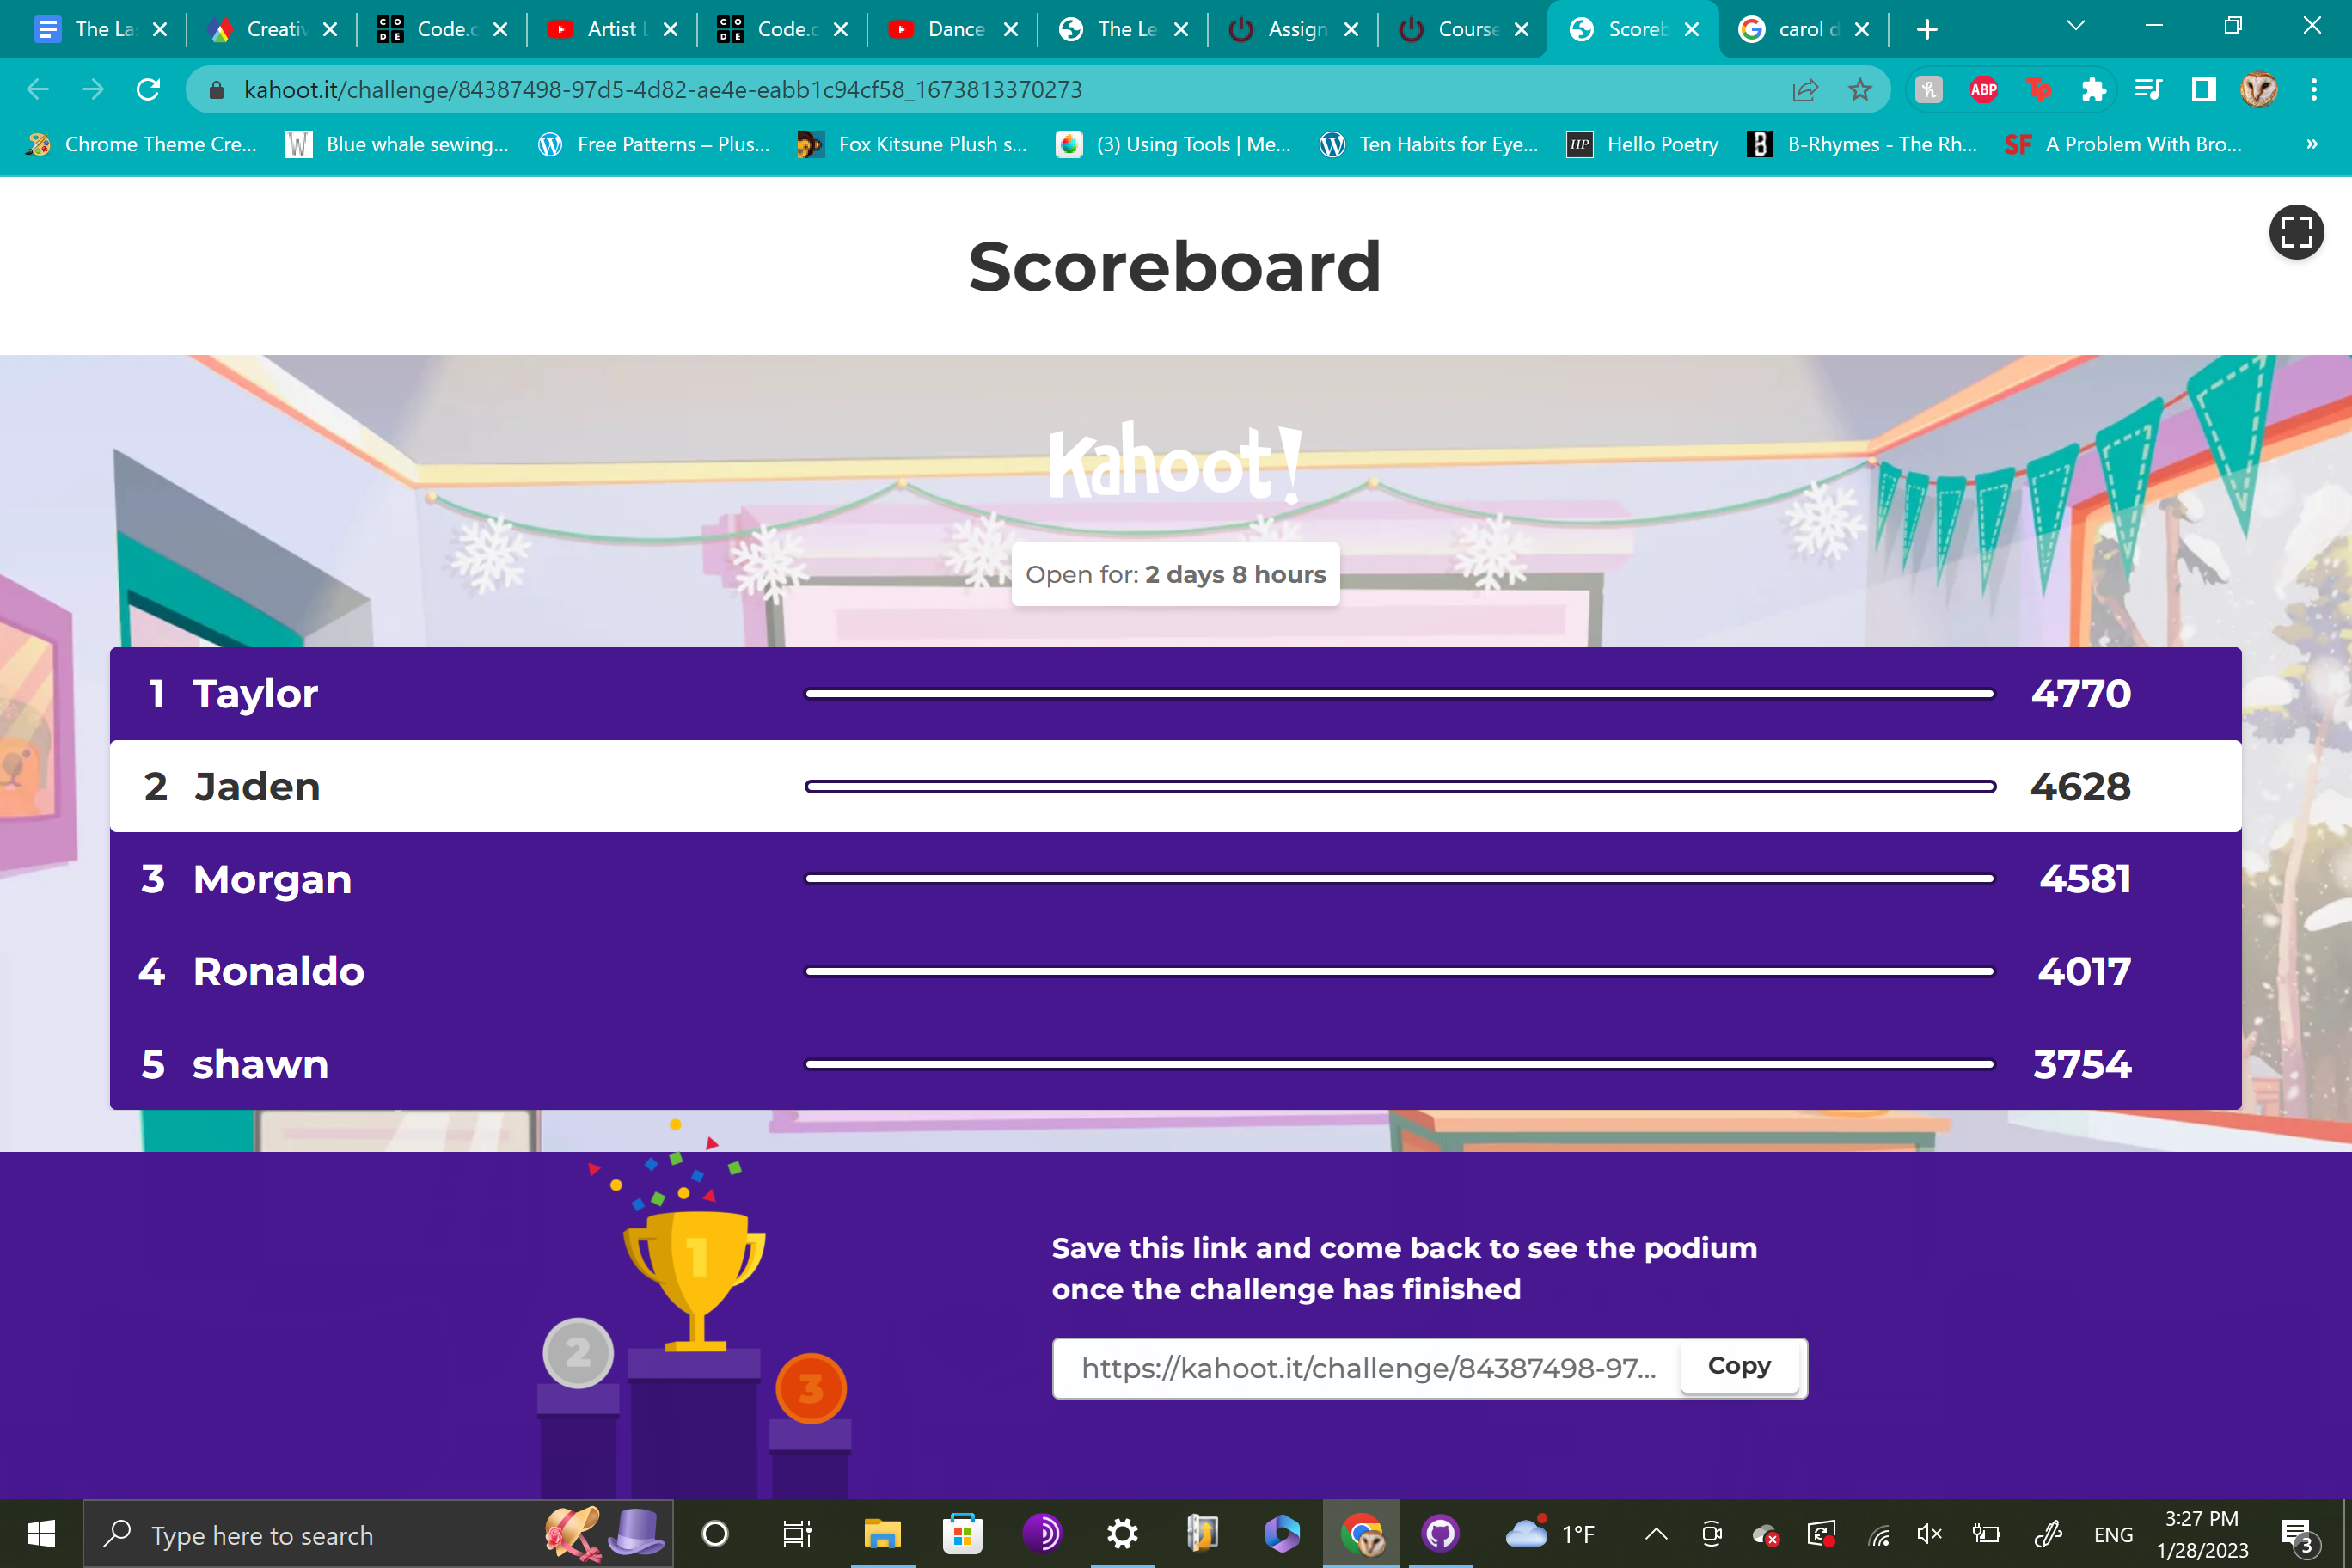 The La
Creativ
Code.c
Artist L
Code.c
Dance
The Le
Assign
Course
Scoreb
carol d
kahoot.it/challenge/84387498-97d5-4d82-ae4e-eabb1c94cf58_1673813370273
ABP
Tp
Chrome Theme Cre...
Blue whale sewing...
Free Patterns – Plus...
Fox Kitsune Plush s...
(3) Using Tools | Me...
Ten Habits for Eye...
HP Hello Poetry
B B-Rhymes - The Rh...
SF A Problem With Bro...
Scoreboard
Kahoot!
Open for: 2 days 8 hours
1 Taylor 4770
2 Jaden 4628
3 Morgan 4581
4 Ronaldo 4017
5 shawn 3754
1
2
3
Save this link and come back to see the podium
once the challenge has finished
https://kahoot.it/challenge/84387498-97... Copy
Type here to search
1°F
ENG
3:27 PM
1/28/2023
3